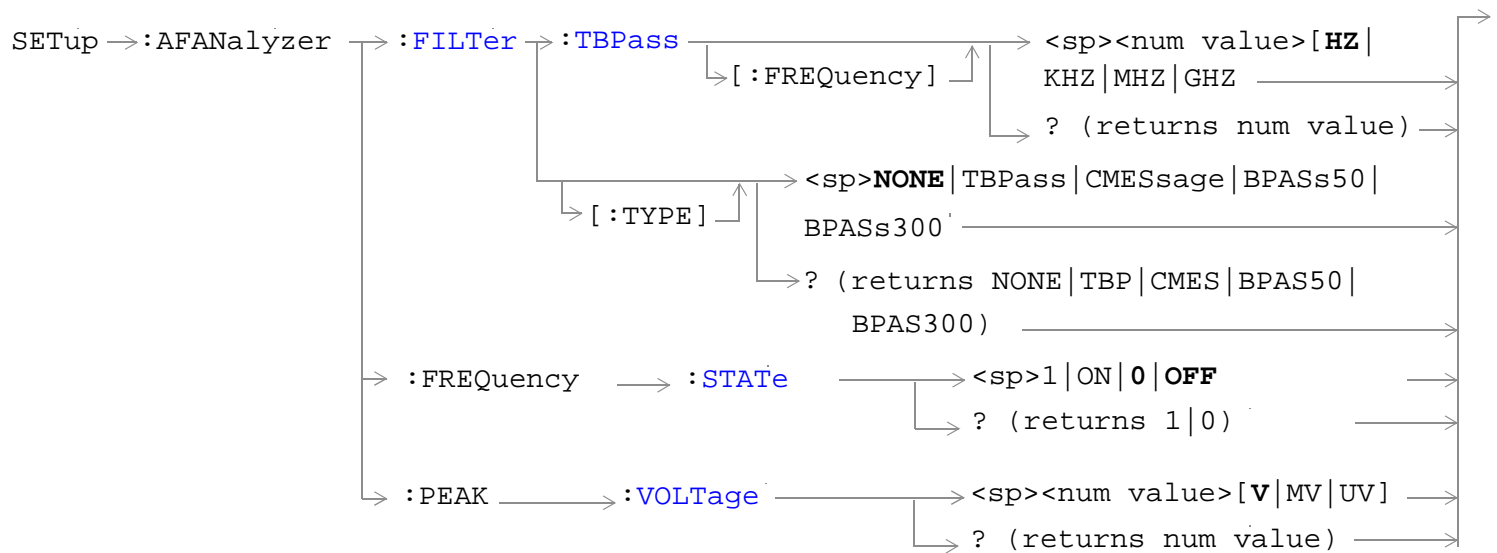 SETup :AFANalyzer :FILTer :TBPass <sp><num value>[HZ|
[:FREQuency] KHZ|MHZ|GHZ
? (returns num value)
<sp>NONE|TBPass|CMESsage|BPASs50|
[:TYPE] BPASs300
? (returns NONE|TBP|CMES|BPAS50|
BPAS300)
:FREQuency :STATe <sp>1|ON|0|OFF
? (returns 1|0)
:PEAK :VOLTage <sp><num value>[V|MV|UV]
? (returns num value)